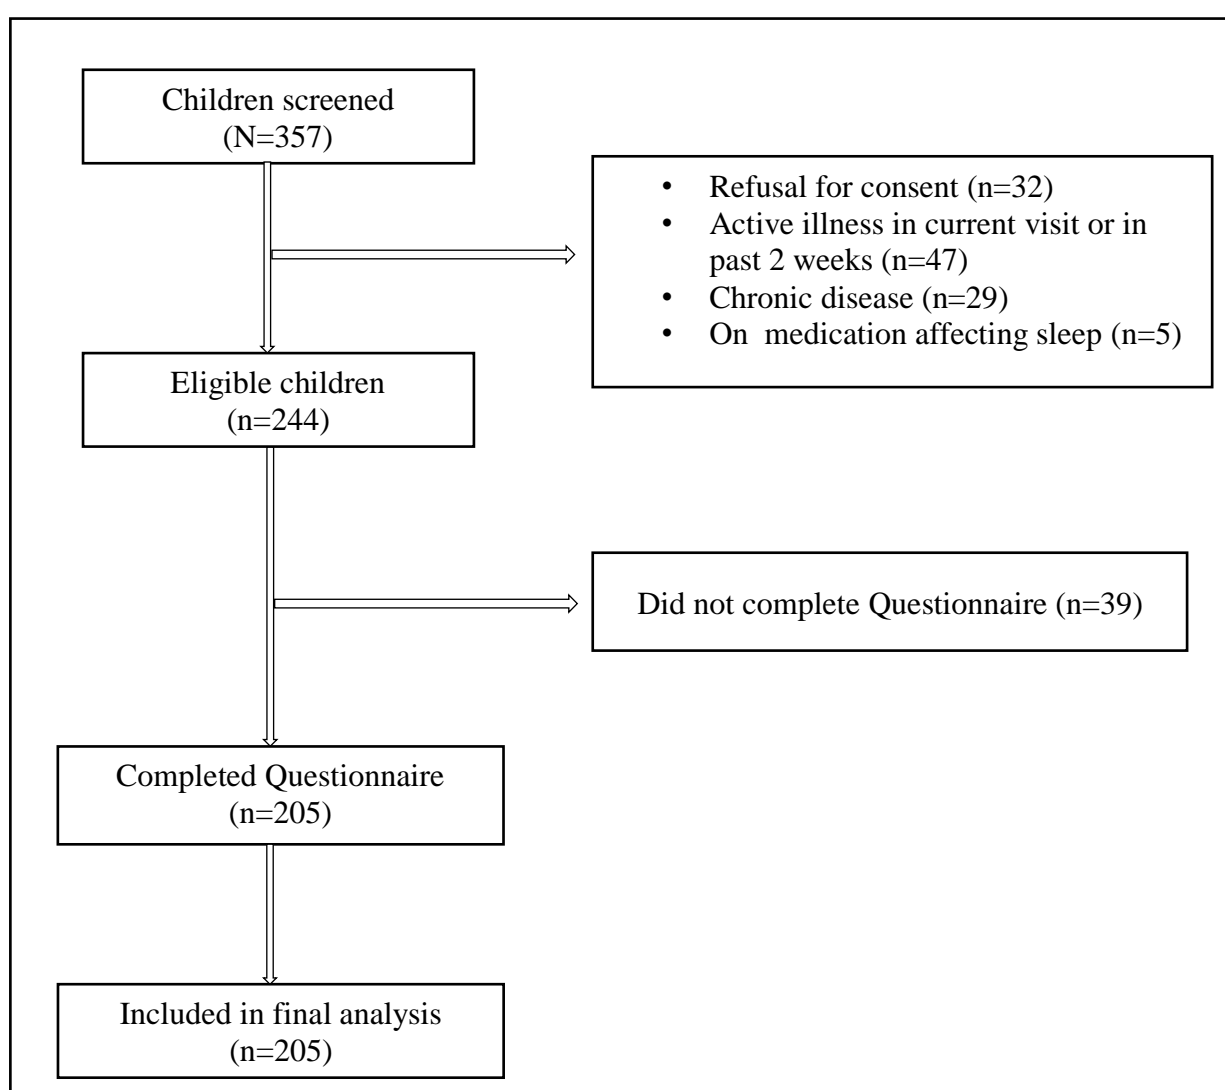 Children screened
(N=357)
• Refusal for consent (n=32)
• Active illness in current visit or in
past 2 weeks (n=47)
• Chronic disease (n=29)
• On medication affecting sleep (n=5)
Eligible children
(n=244)
Did not complete Questionnaire (n=39)
Completed Questionnaire
(n=205)
Included in final analysis
(n=205)